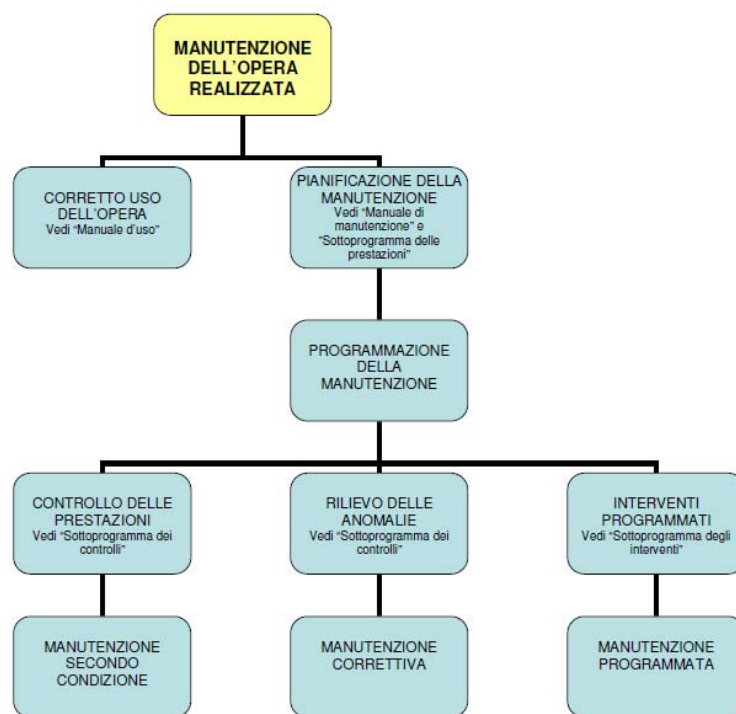 MANUTENZIONE
DELL'OPERA
REALIZZATA
CORRETTO USO
DELL'OPERA
Vedi "Manuale d'uso"
PIANIFICAZIONE DELLA
MANUTENZIONE
Vedi "Manuale di
manutenzione" e
"Sottoprogramma delle
prestazioni"
PROGRAMMAZIONE
DELLA
MANUTENZIONE
CONTROLLO DELLE
PRESTAZIONI
Vedi "Sottoprogramma dei
controlli"
RILIEVO DELLE
ANOMALIE
Vedi "Sottoprogramma dei
controlli"
INTERVENTI
PROGRAMMATI
Vedi "Sottoprogramma degli
interventi"
MANUTENZIONE
SECONDO
CONDIZIONE
MANUTENZIONE
CORRETTIVA
MANUTENZIONE
PROGRAMMATA